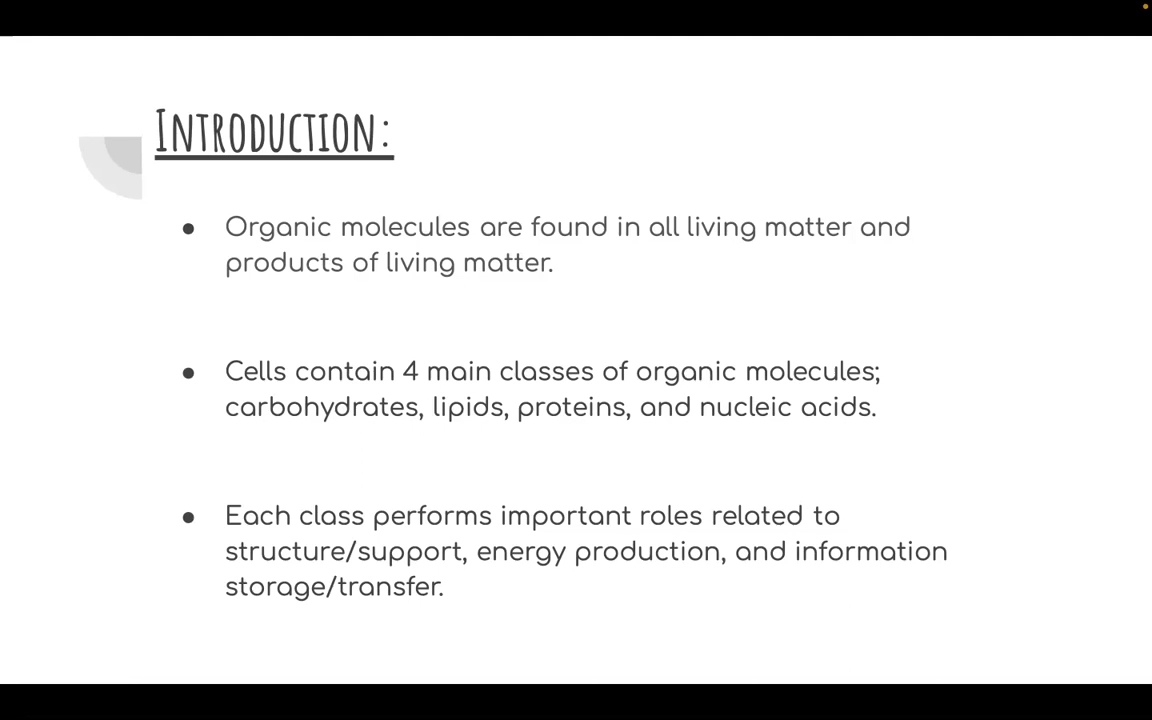 Introduction:
● Organic molecules are found in all living matter and
products of living matter.
● Cells contain 4 main classes of organic molecules;
carbohydrates, lipids, proteins, and nucleic acids.
● Each class performs important roles related to
structure/support, energy production, and information
storage/transfer.